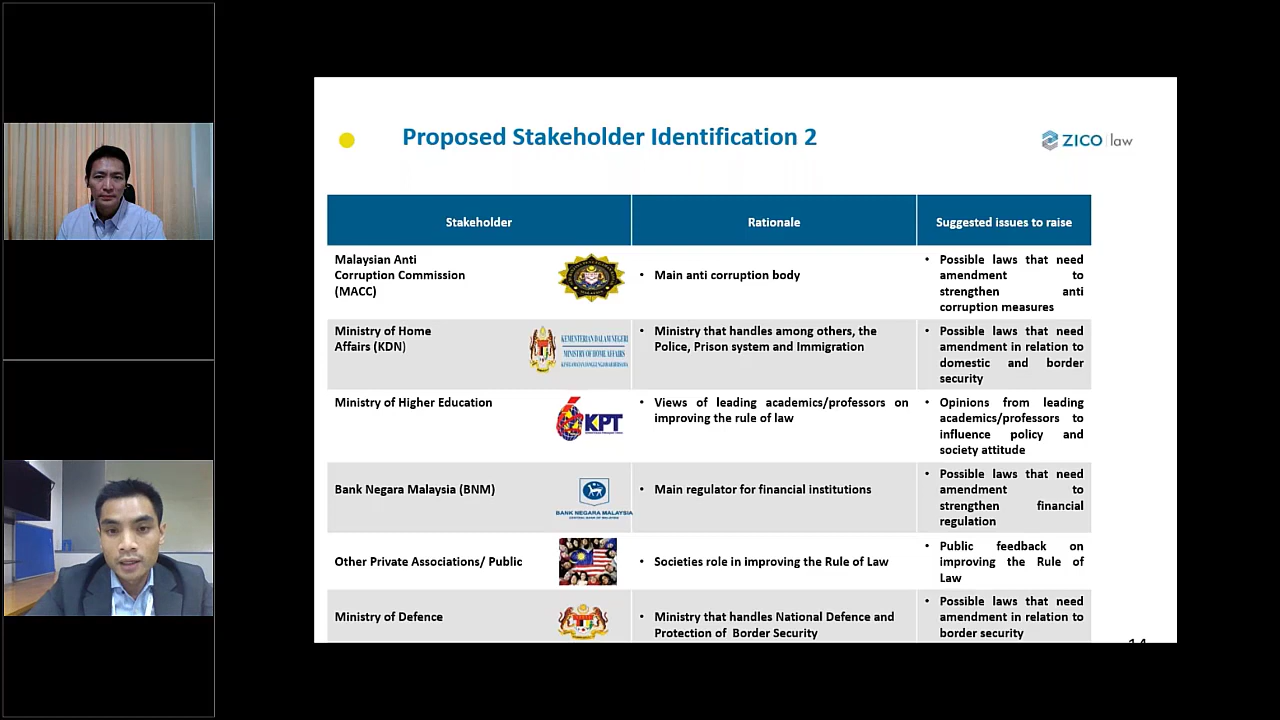 Proposed Stakeholder Identification 2
ZICO law
Stakeholder
Rationale
Suggested issues to raise
Malaysian Anti
Corruption Commission
(MACC)
• Main anti corruption body
• Possible laws that need
amendment to
strengthen anti
corruption measures
Ministry of Home
Affairs (KDN)
KEMENTERIAN DALAM NEGERI
MINISTRY OF HOME AFFAIRS
• Ministry that handles among others, the
Police, Prison system and Immigration
• Possible laws that need
amendment in relation to
domestic and border
security
Ministry of Higher Education
KPT
• Views of leading academics/professors on
improving the rule of law
• Opinions from leading
academics/professors to
influence policy and
society attitude
Bank Negara Malaysia (BNM)
BANK NEGARA MALAYSIA
CENTRAL BANK OF MALAYSIA
• Main regulator for financial institutions
• Possible laws that need
amendment to
strengthen financial
regulation
Other Private Associations/ Public
• Societies role in improving the Rule of Law
• Public feedback on
improving the Rule of
Law
Ministry of Defence
• Ministry that handles National Defence and
Protection of Border Security
• Possible laws that need
amendment in relation to
border security
14